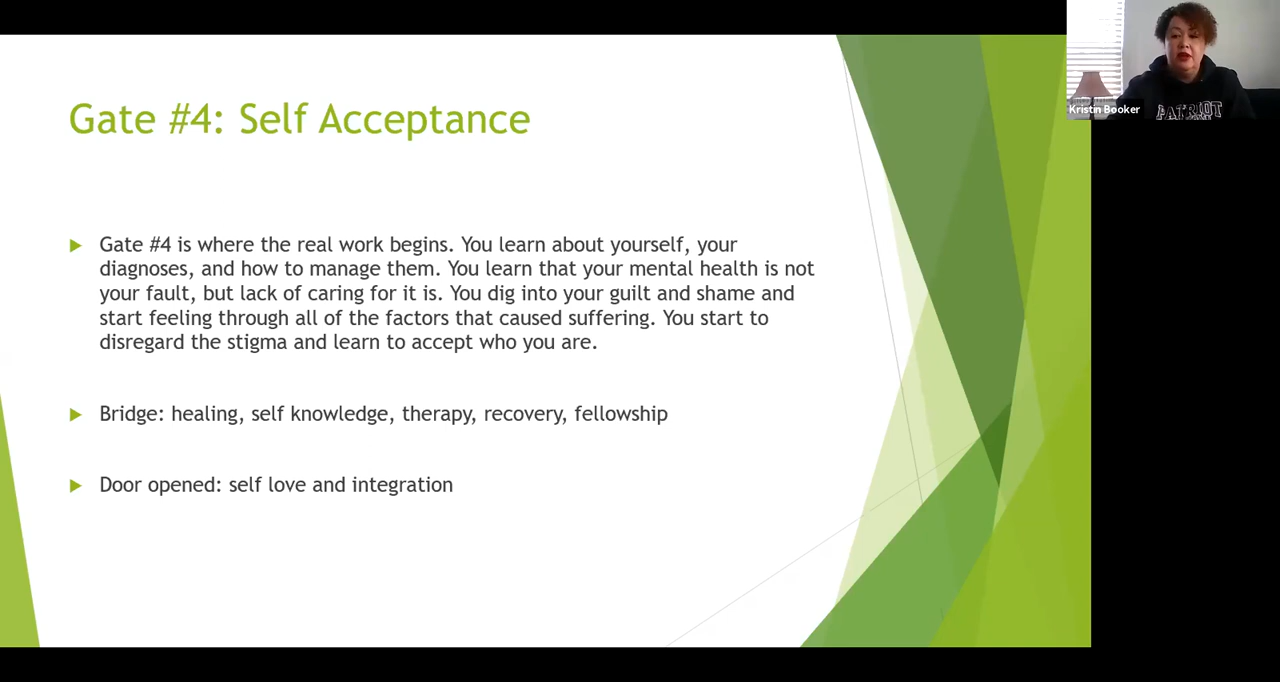 Gate #4: Self Acceptance
Gate #4 is where the real work begins. You learn about yourself, your
diagnoses, and how to manage them. You learn that your mental health is not
your fault, but lack of caring for it is. You dig into your guilt and shame and
start feeling through all of the factors that caused suffering. You start to
disregard the stigma and learn to accept who you are.
Bridge: healing, self knowledge, therapy, recovery, fellowship
Door opened: self love and integration
Kristin Booker
PATRIOT